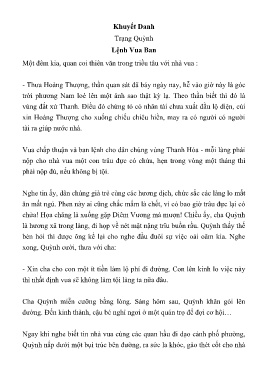 Khuyết Danh
Trạng Quỳnh
Lệnh Vua Ban
Một đêm kia, quan coi thiên văn trong triều tâu với nhà vua :
- Thưa Hoàng Thượng, thần quan sát đã bảy ngày nay, hễ vào giờ này là góc
trời phương Nam loé lên một ánh sao thật kỳ lạ. Theo thần biết thì đó là
vùng đất xứ Thanh. Điều đó chứng tỏ có nhân tài chưa xuất đầu lộ diện, cúi
xin Hoàng Thượng cho xuống chiếu chiêu hiền, may ra có người có người
tài ra giúp nước nhà.
Vua chấp thuận và ban lệnh cho dân chúng vùng Thanh Hóa - mỗi làng phải
nộp cho nhà vua một con trâu đực có chửa, hẹn trong vòng một tháng thì
phải nộp đủ, nếu không bị tội.
Nghe tin ấy, dân chúng già trẻ cùng các hương dịch, chức sắc các làng lo mất
ăn mất ngủ. Phen này ai cũng chắc mẩm là chết, vì có bao giờ trâu đực lại có
chửa! Họa chăng là xuống gặp Diêm Vương mà mượn! Chiều ấy, cha Quỳnh
là hương xã trong làng, đi họp về nét mặt nặng trĩu buồn rầu. Quỳnh thấy thế
bèn hỏi thì được ông kể lại cho nghe đầu đuôi sự việc oái oăm kia. Nghe
xong, Quỳnh cười, thưa với cha:
- Xin cha cho con một ít tiền làm lộ phí đi đường. Con lên kinh lo việc này
thì nhất định vua sẽ không làm tội làng ta nữa đâu.
Cha Quỳnh miễn cưỡng bằng lòng. Sáng hôm sau, Quỳnh khăn gói lên
đường. Đến kinh thành, cậu bé nghỉ ngơi ở một quán trọ để đợi cơ hội…
Ngay khi nghe biết tin nhà vua cùng các quan hầu đi dạo cảnh phố phường,
Quỳnh nấp dưới một bụi trúc bên đường, ra sức la khóc, gào thét cốt cho nhà